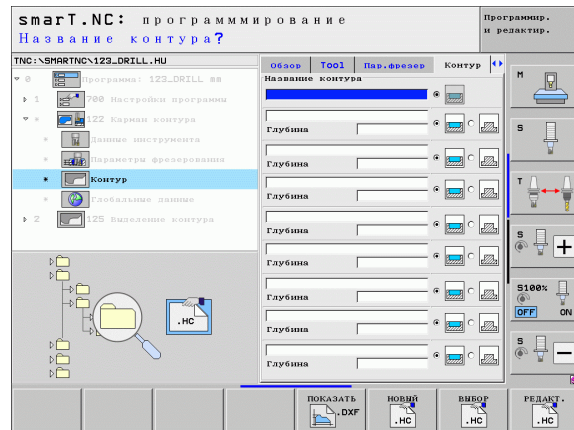 smarT.NC: программмирование
Название контура?
Программир.
и редактир.
TNC:\SMARTNC\123_DRILL.HU
0 Программа: 123_DRILL мм
1 700 Настройки программы
* 122 Карман контура
* Данные инструмента
* Параметры фрезерования
* Контур
* Глобальные данные
2 125 Выделение контура
.HC
Обзор Tool Пар.фрезер Контур
Название контура
Глубина
Глубина
Глубина
Глубина
Глубина
Глубина
Глубина
Глубина
M
S
T
S
S100%
OFF ON
S
ПОКАЗАТЬ
.DXF
НОВЫЙ
.HC
ВЫБОР
.HC
РЕДАКТ.
.HC